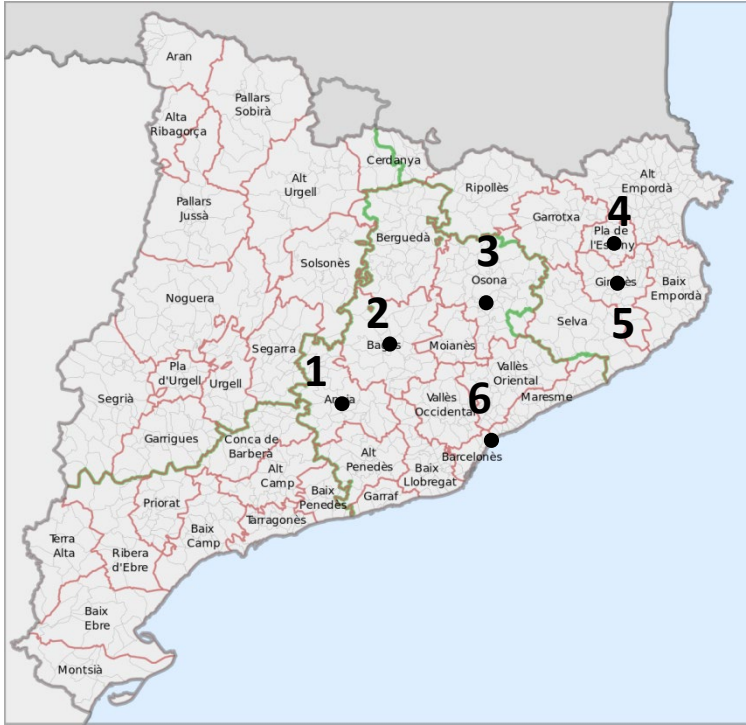 Aran
Pallars
Sobirà
Alta
Ribagorça
Cerdanya
Alt
Urgell
Ripollès
Alt
Empordà
Garrotxa
4
Pla de
l'Estany
Pallars
Jussà
Berguedà
3
Solsonès
Osona
Gironès
Baix
Empordà
Noguera
2
Selva
5
Segarra
Bages
Moianès
1
Pla
d'Urgell
Urgell
Vallès
Oriental
6
Segrià
Anoia
Vallès
Occidental
Maresme
Garrigues
Conca de
Barberà
Alt
Penedès
Barcelonès
Alt
Camp
Baix
Llobregat
Baix
Penedès
Garraf
Priorat
Tarragonès
Baix
Camp
Terra
Alta
Ribera
d'Ebre
Baix
Ebre
Montsià